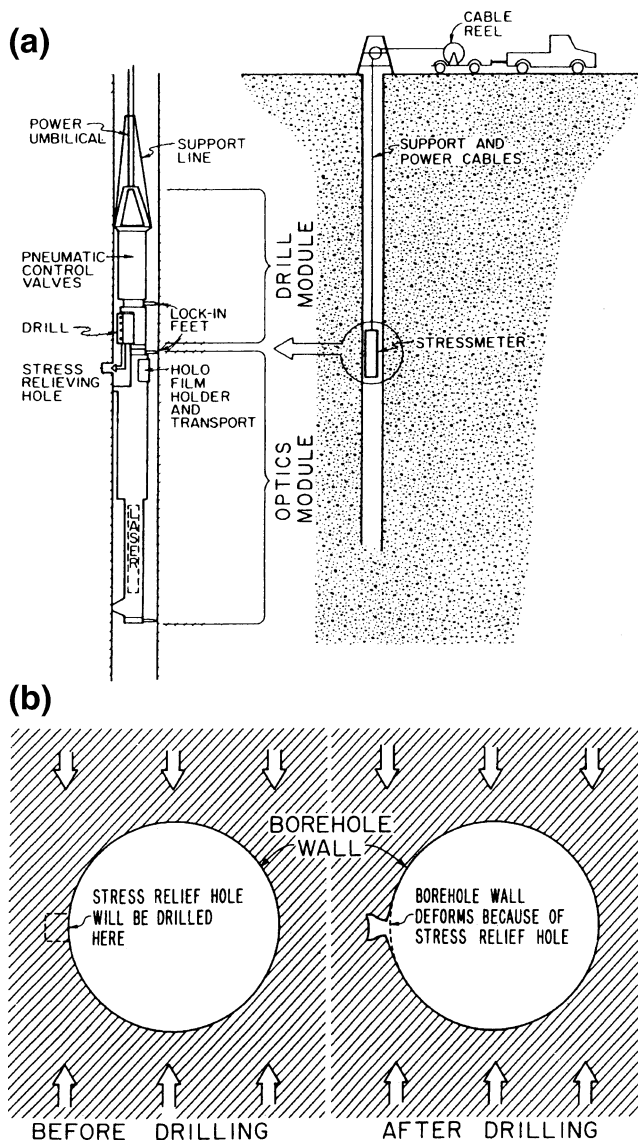 (a)
CABLE
REEL
POWER
UMBILICAL
SUPPORT
LINE
SUPPORT AND
POWER CABLES
PNEUMATIC
CONTROL
VALVES
DRILL MODULE
LOCK-IN
FEET
DRILL
STRESSMETER
STRESS
RELIEVING
HOLE
HOLO
FILM
HOLDER
AND
TRANSPORT
OPTICS
MODULE
LASER
(b)
BOREHOLE
WALL
STRESS RELIEF HOLE
WILL BE DRILLED
HERE
BOREHOLE WALL
DEFORMS BECAUSE OF
STRESS RELIEF HOLE
BEFORE DRILLING
AFTER DRILLING